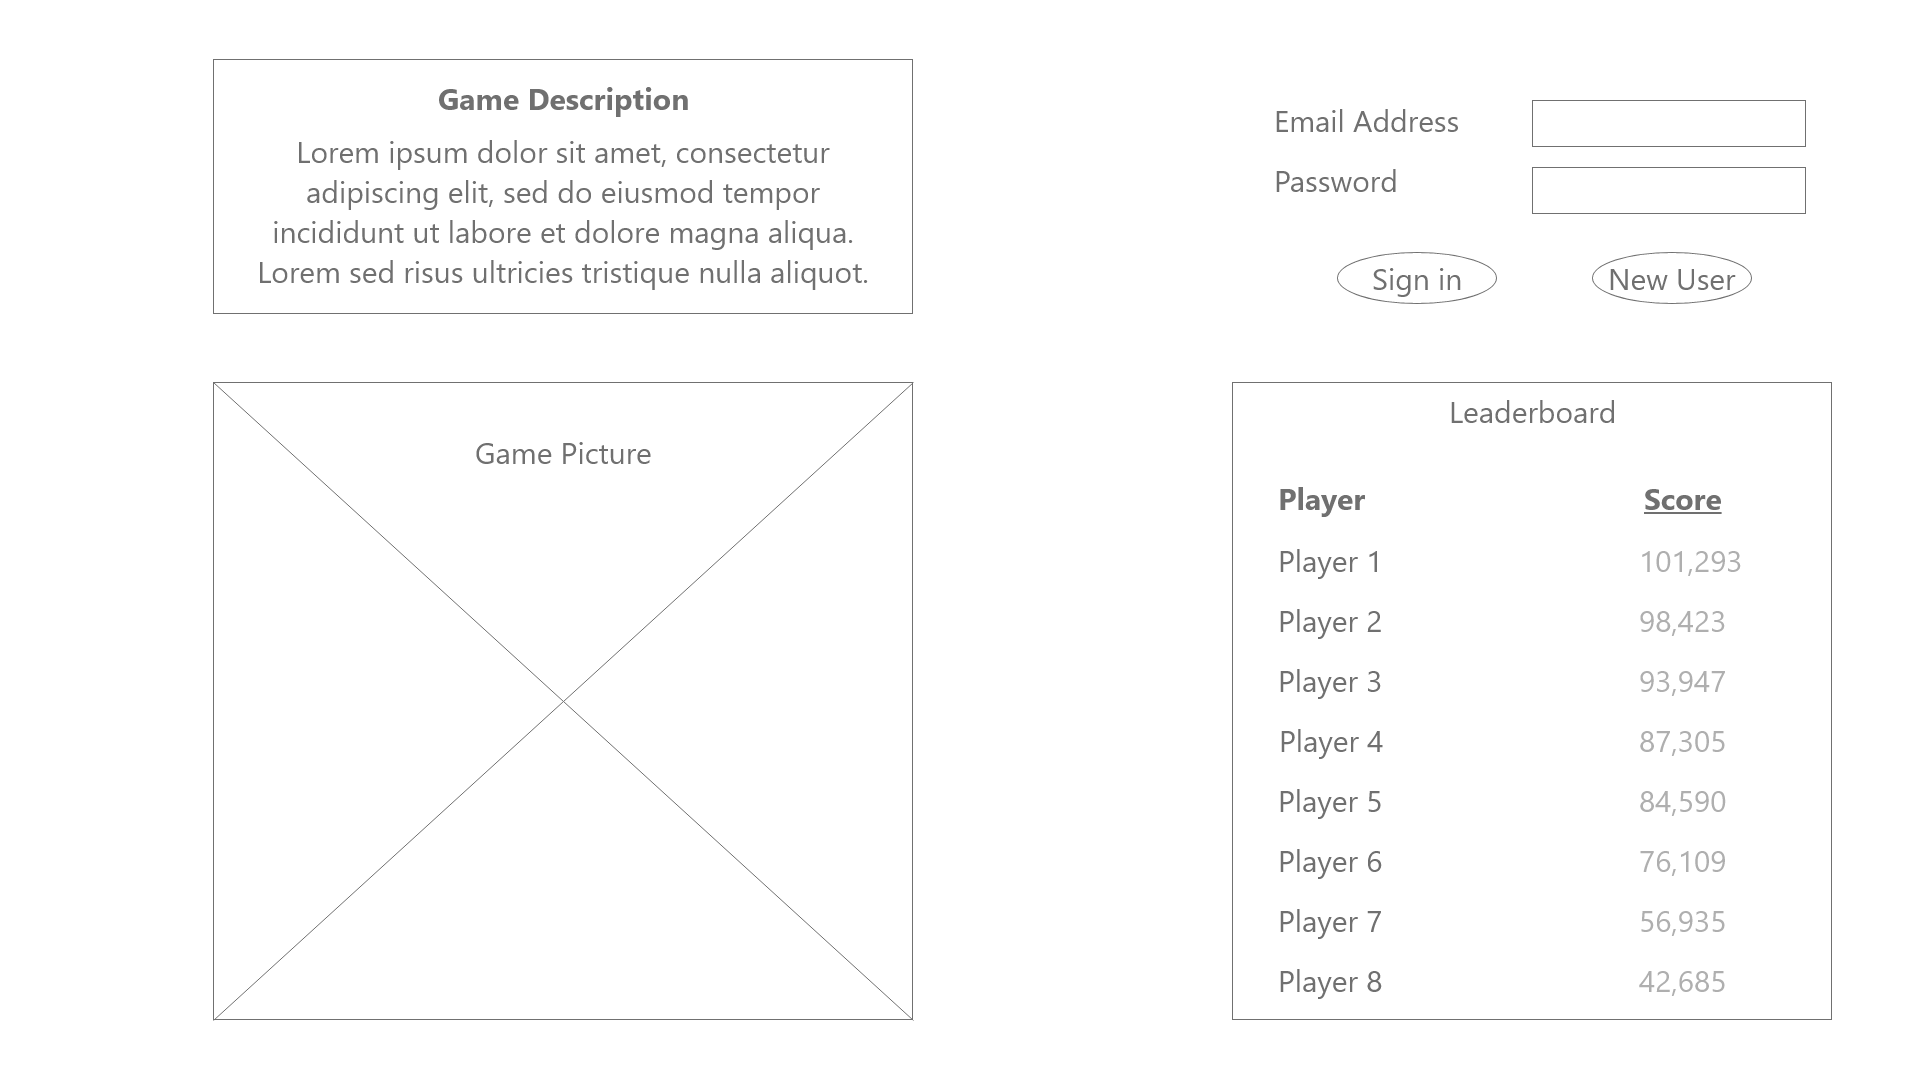 Game Description
Lorem ipsum dolor sit amet, consectetur
adipiscing elit, sed do eiusmod tempor
incididunt ut labore et dolore magna aliqua.
Lorem sed risus ultricies tristique nulla aliquot.
Email Address
Password
Sign in New User
Game Picture
Leaderboard
Player Score
Player 1 101,293
Player 2 98,423
Player 3 93,947
Player 4 87,305
Player 5 84,590
Player 6 76,109
Player 7 56,935
Player 8 42,685